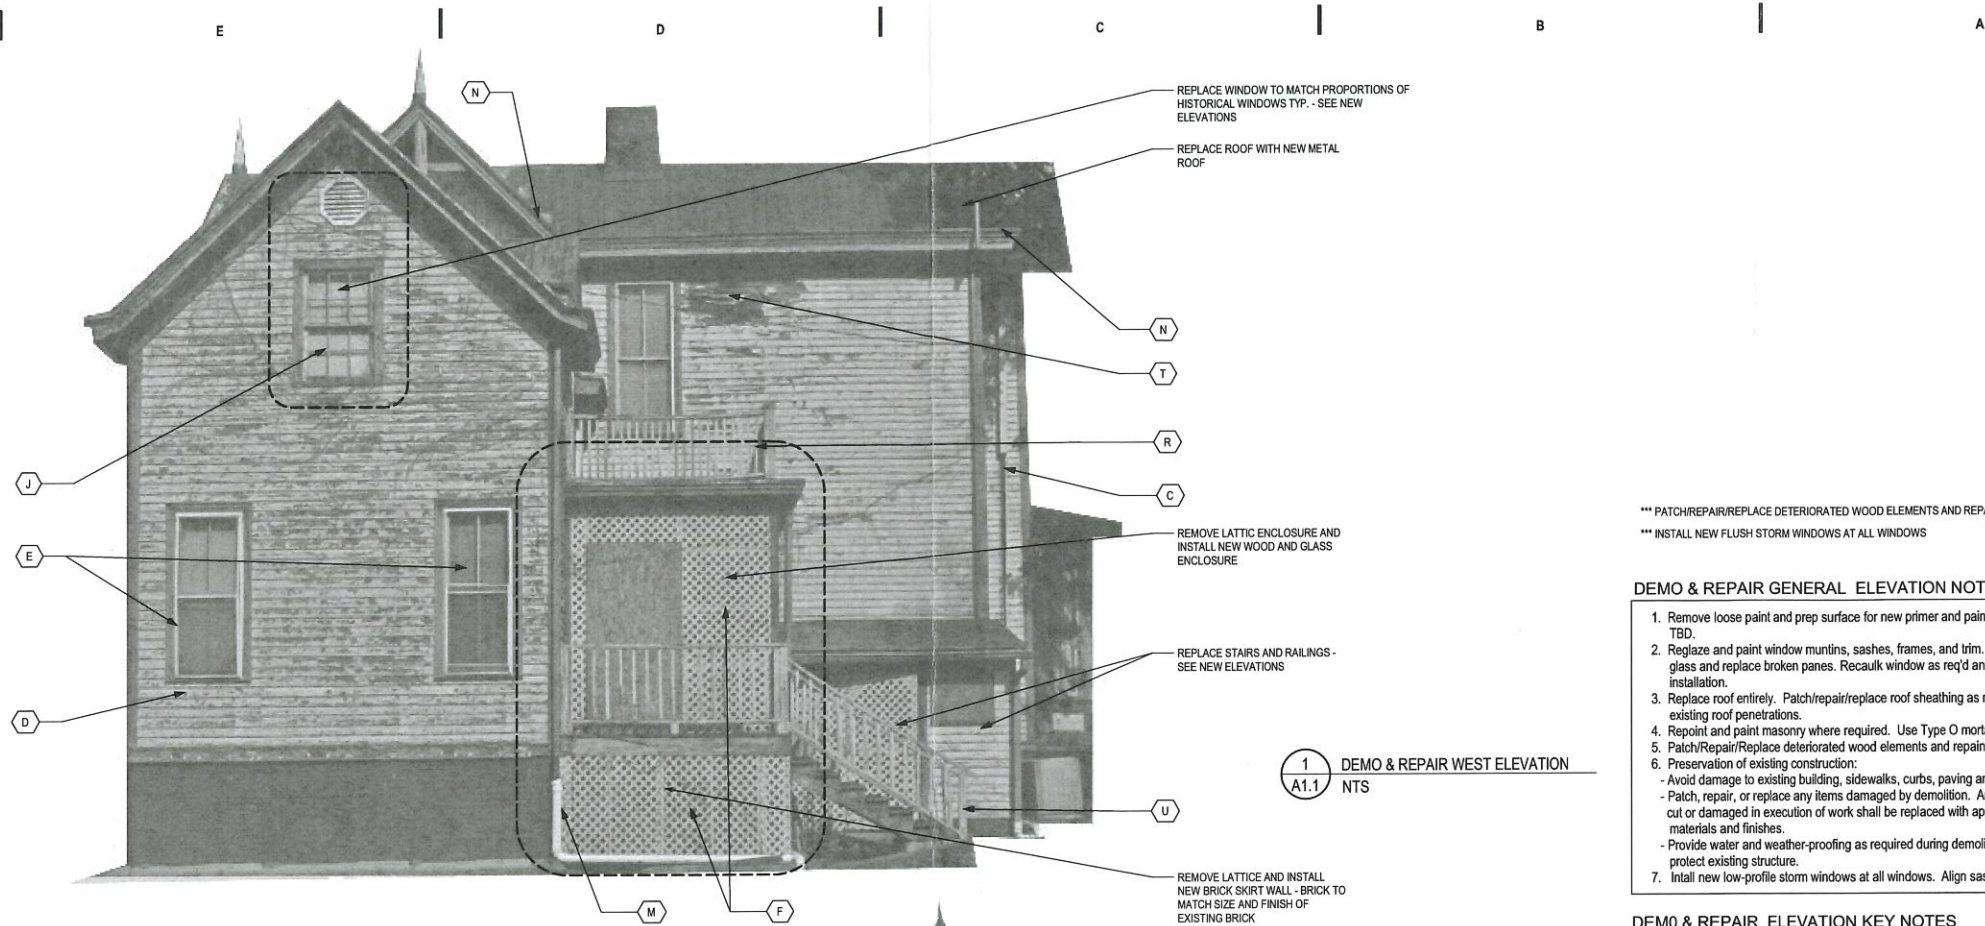 E
D
C
B
A
N
REPLACE WINDOW TO MATCH PROPORTIONS OF
HISTORICAL WINDOWS TYP. - SEE NEW
ELEVATIONS
REPLACE ROOF WITH NEW METAL
ROOF
N
T
R
J
C
E
REMOVE LATTIC ENCLOSURE AND
INSTALL NEW WOOD AND GLASS
ENCLOSURE
REPLACE STAIRS AND RAILINGS -
SEE NEW ELEVATIONS
D
U
M
F
REMOVE LATTICE AND INSTALL
NEW BRICK SKIRT WALL - BRICK TO
MATCH SIZE AND FINISH OF
EXISTING BRICK
1
A1.1
DEMO & REPAIR WEST ELEVATION
NTS
*** PATCH/REPAIR/REPLACE DETERIORATED WOOD ELEMENTS AND REPA
*** INSTALL NEW FLUSH STORM WINDOWS AT ALL WINDOWS
DEMO & REPAIR GENERAL ELEVATION NOT
1. Remove loose paint and prep surface for new primer and pain
TBD.
2. Reglaze and paint window muntins, sashes, frames, and trim.
glass and replace broken panes. Recaulk window as req'd an
installation.
3. Replace roof entirely. Patch/repair/replace roof sheathing as
existing roof penetrations.
4. Repoint and paint masonry where required. Use Type O mort
5. Patch/Repair/Replace deteriorated wood elements and repain
6. Preservation of existing construction:
- Avoid damage to existing building, sidewalks, curbs, paving an
- Patch, repair, or replace any items damaged by demolition. A
cut or damaged in execution of work shall be replaced with ap
materials and finishes.
- Provide water and weather-proofing as required during demoli
protect existing structure.
7. Intall new low-profile storm windows at all windows. Align sas
DEM0 & REPAIR ELEVATION KEY NOTES